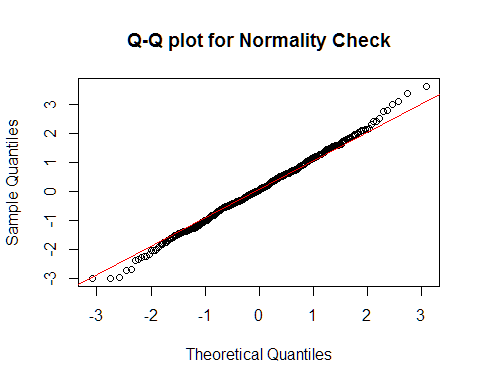 Q-Q plot for Normality Check
Sample Quantiles
3
2
1
0
-1
-2
-3
-3 -2 -1 0 1 2 3
Theoretical Quantiles